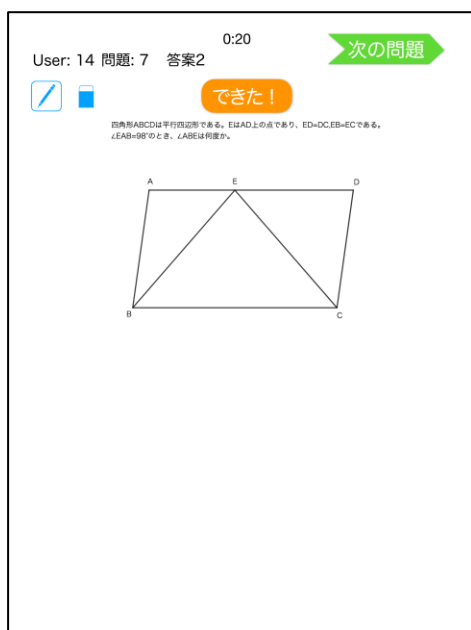 0:20
User: 14 問題: 7 答案2
次の問題
できた！
四角形ABCDは平行四辺形である。EはAD上の点であり、ED=DC,EB=ECである。
∠EAB=98°のとき、∠ABEは何度か。
A E D
B C